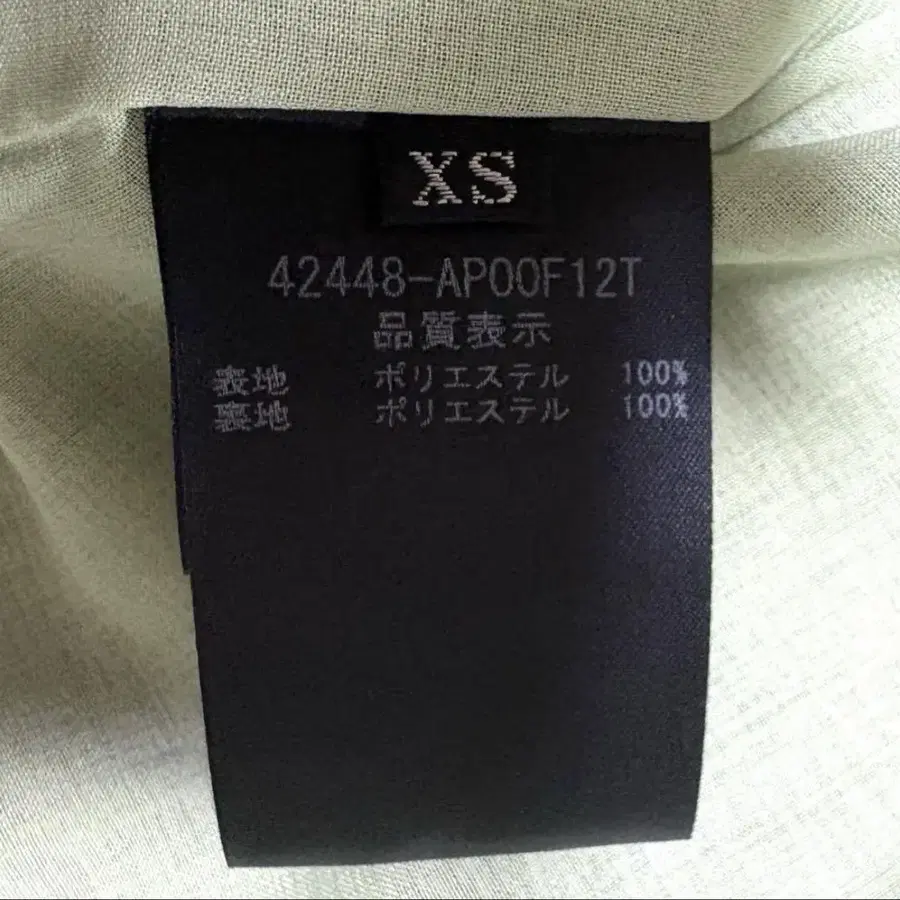 XS
42448-AP00F12T
品質表示
表地 ポリエステル 100%
裏地 ポリエステル 100%